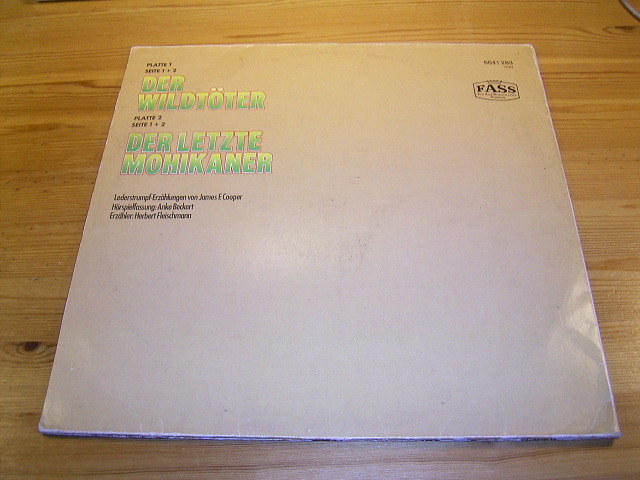 PLATTE 1
SEITE 1 + 2
DER
WILDTÖTER
PLATTE 2
SEITE 1 + 2
DER LETZTE
MOHIKANER
Lederstrumpf-Erzählungen von James F. Cooper
Hörspielfassung: Anke Beckert
Erzähler: Herbert Fleischmann
6641 283
FASS